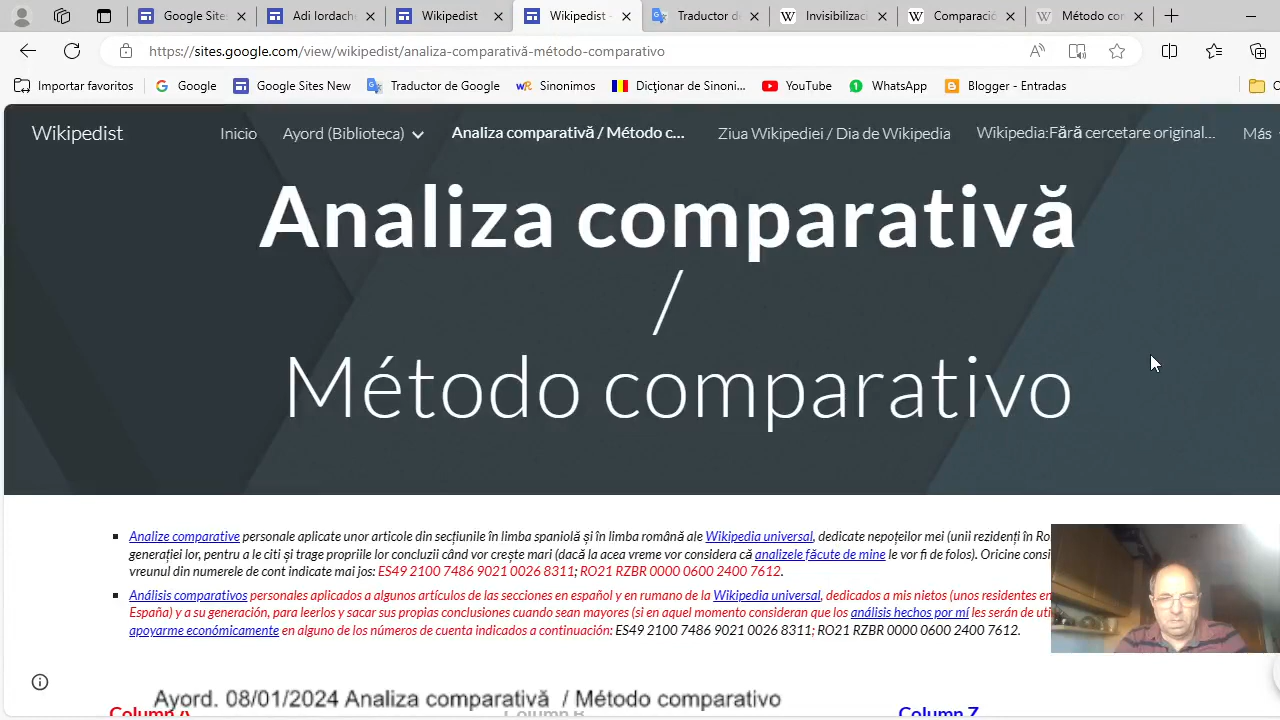 Google Sites
Adi Iordach
Wikipedist
Wikipedist -
Traductor de
Invisibilizaci
Comparació
Método con
https://sites.google.com/view/wikipedist/analiza-comparativă-método-comparativo
Importar favoritos
Google
Google Sites New
Traductor de Google
Sinonimos
Dicționar de Sinoni...
YouTube
WhatsApp
Blogger - Entradas
Wikipedist
Inicio
Ayord (Biblioteca)
Analiza comparativă / Método c...
Ziua Wikipediei / Dia de Wikipedia
Wikipedia:Fără cercetare original...
Más
Analiza comparativă
/
Método comparativo
Analize comparative personale aplicate unor articole din secțiunile în limba spaniolă și în limba română ale Wikipedia universal, dedicate nepoților mei (unii rezidenți în Ro
generației lor, pentru a le citi și trage propriile lor concluzii când vor crește mari (dacă la acea vreme vor considera că analizele făcute de mine le vor fi de folos). Oricine consi
vreunul din numerele de cont indicate mai jos: ES49 2100 7486 9021 0026 8311; RO21 RZBR 0000 0600 2400 7612.
Análisis comparativos personales aplicados a algunos artículos de las secciones en español y en rumano de la Wikipedia universal, dedicados a mis nietos (unos residentes en
España) y a su generación, para leerlos y sacar sus propias conclusiones cuando sean mayores (si en aquel momento consideran que los análisis hechos por mí les serán de uti
apoyarme económicamente en alguno de los números de cuenta indicados a continuación: ES49 2100 7486 9021 0026 8311; RO21 RZBR 0000 0600 2400 7612.
Ayord. 08/01/2024 Analiza comparativă / Método comparativo
Column A
Column B
Column Z